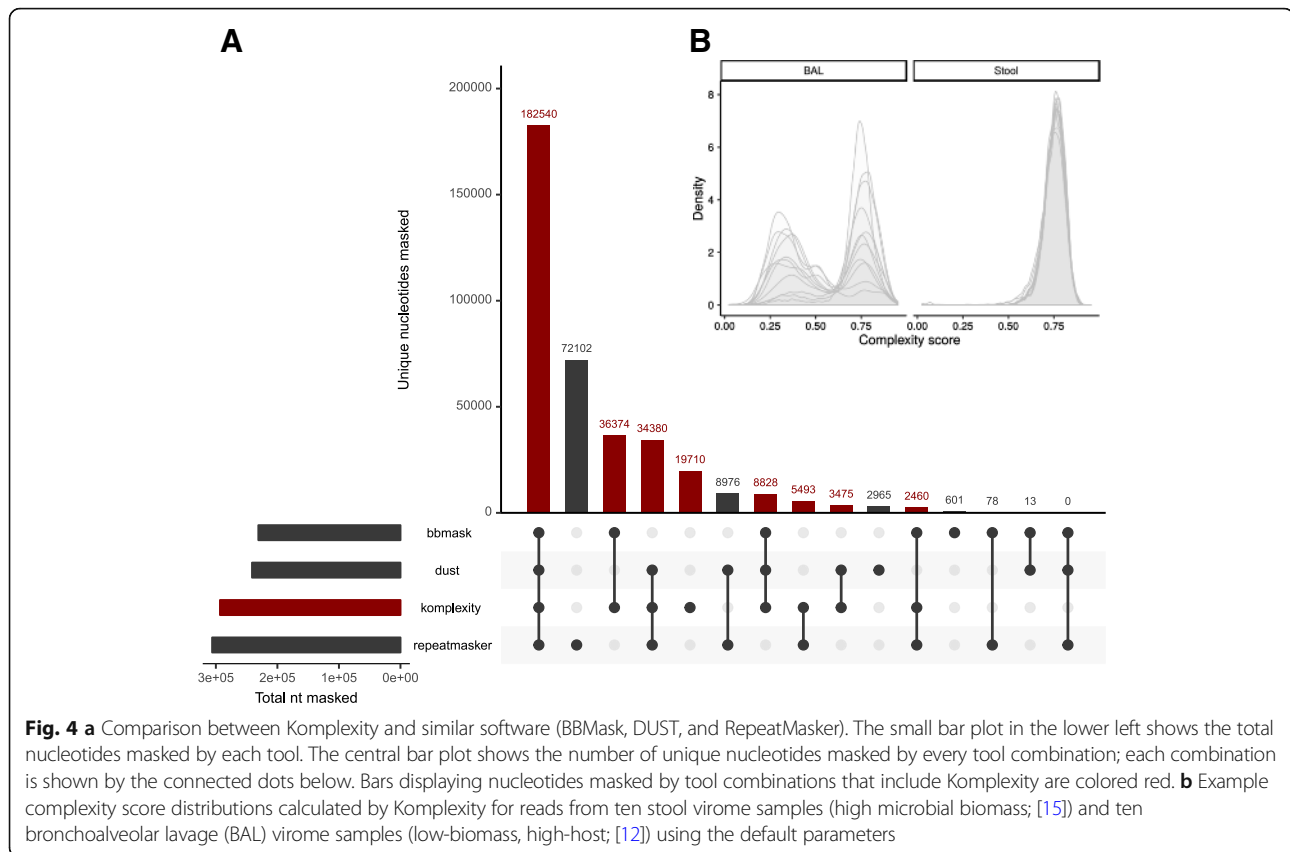 A
B
BAL
Stool
Unique nucleotides masked
200000
150000
100000
50000
0
182540
72102
36374
34380
19710
8976
8828
5493
3475
2965
2460
601
78
13
0
Density
8
6
4
2
0
0.00 0.25 0.50 0.75 0.00 0.25 0.50 0.75
Complexity score
bbmask
dust
komplexity
repeatmasker
3e+05 2e+05 1e+05 0e+00
Total nt masked
Fig. 4 a Comparison between Komplexity and similar software (BBMask, DUST, and RepeatMasker). The small bar plot in the lower left shows the total
nucleotides masked by each tool. The central bar plot shows the number of unique nucleotides masked by every tool combination; each combination
is shown by the connected dots below. Bars displaying nucleotides masked by tool combinations that include Komplexity are colored red. b Example
complexity score distributions calculated by Komplexity for reads from ten stool virome samples (high microbial biomass; [15]) and ten
bronchoalveolar lavage (BAL) virome samples (low-biomass, high-host; [12]) using the default parameters